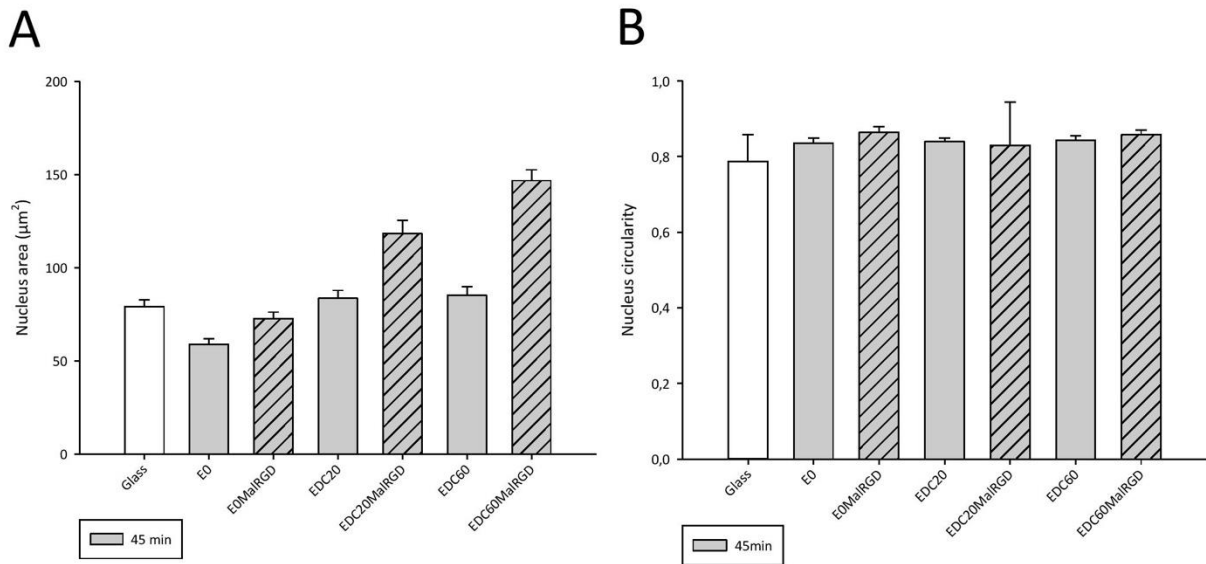 A
200
150
100
50
0
Nucleus area (µm²)
Glass
E0
E0MalRGD
EDC20
EDC20MalRGD
EDC60
EDC60MalRGD
45 min
B
1,0
0,8
0,6
0,4
0,2
0,0
Nucleus circularity
Glass
E0
E0MalRGD
EDC20
EDC20MalRGD
EDC60
EDC60MalRGD
45min